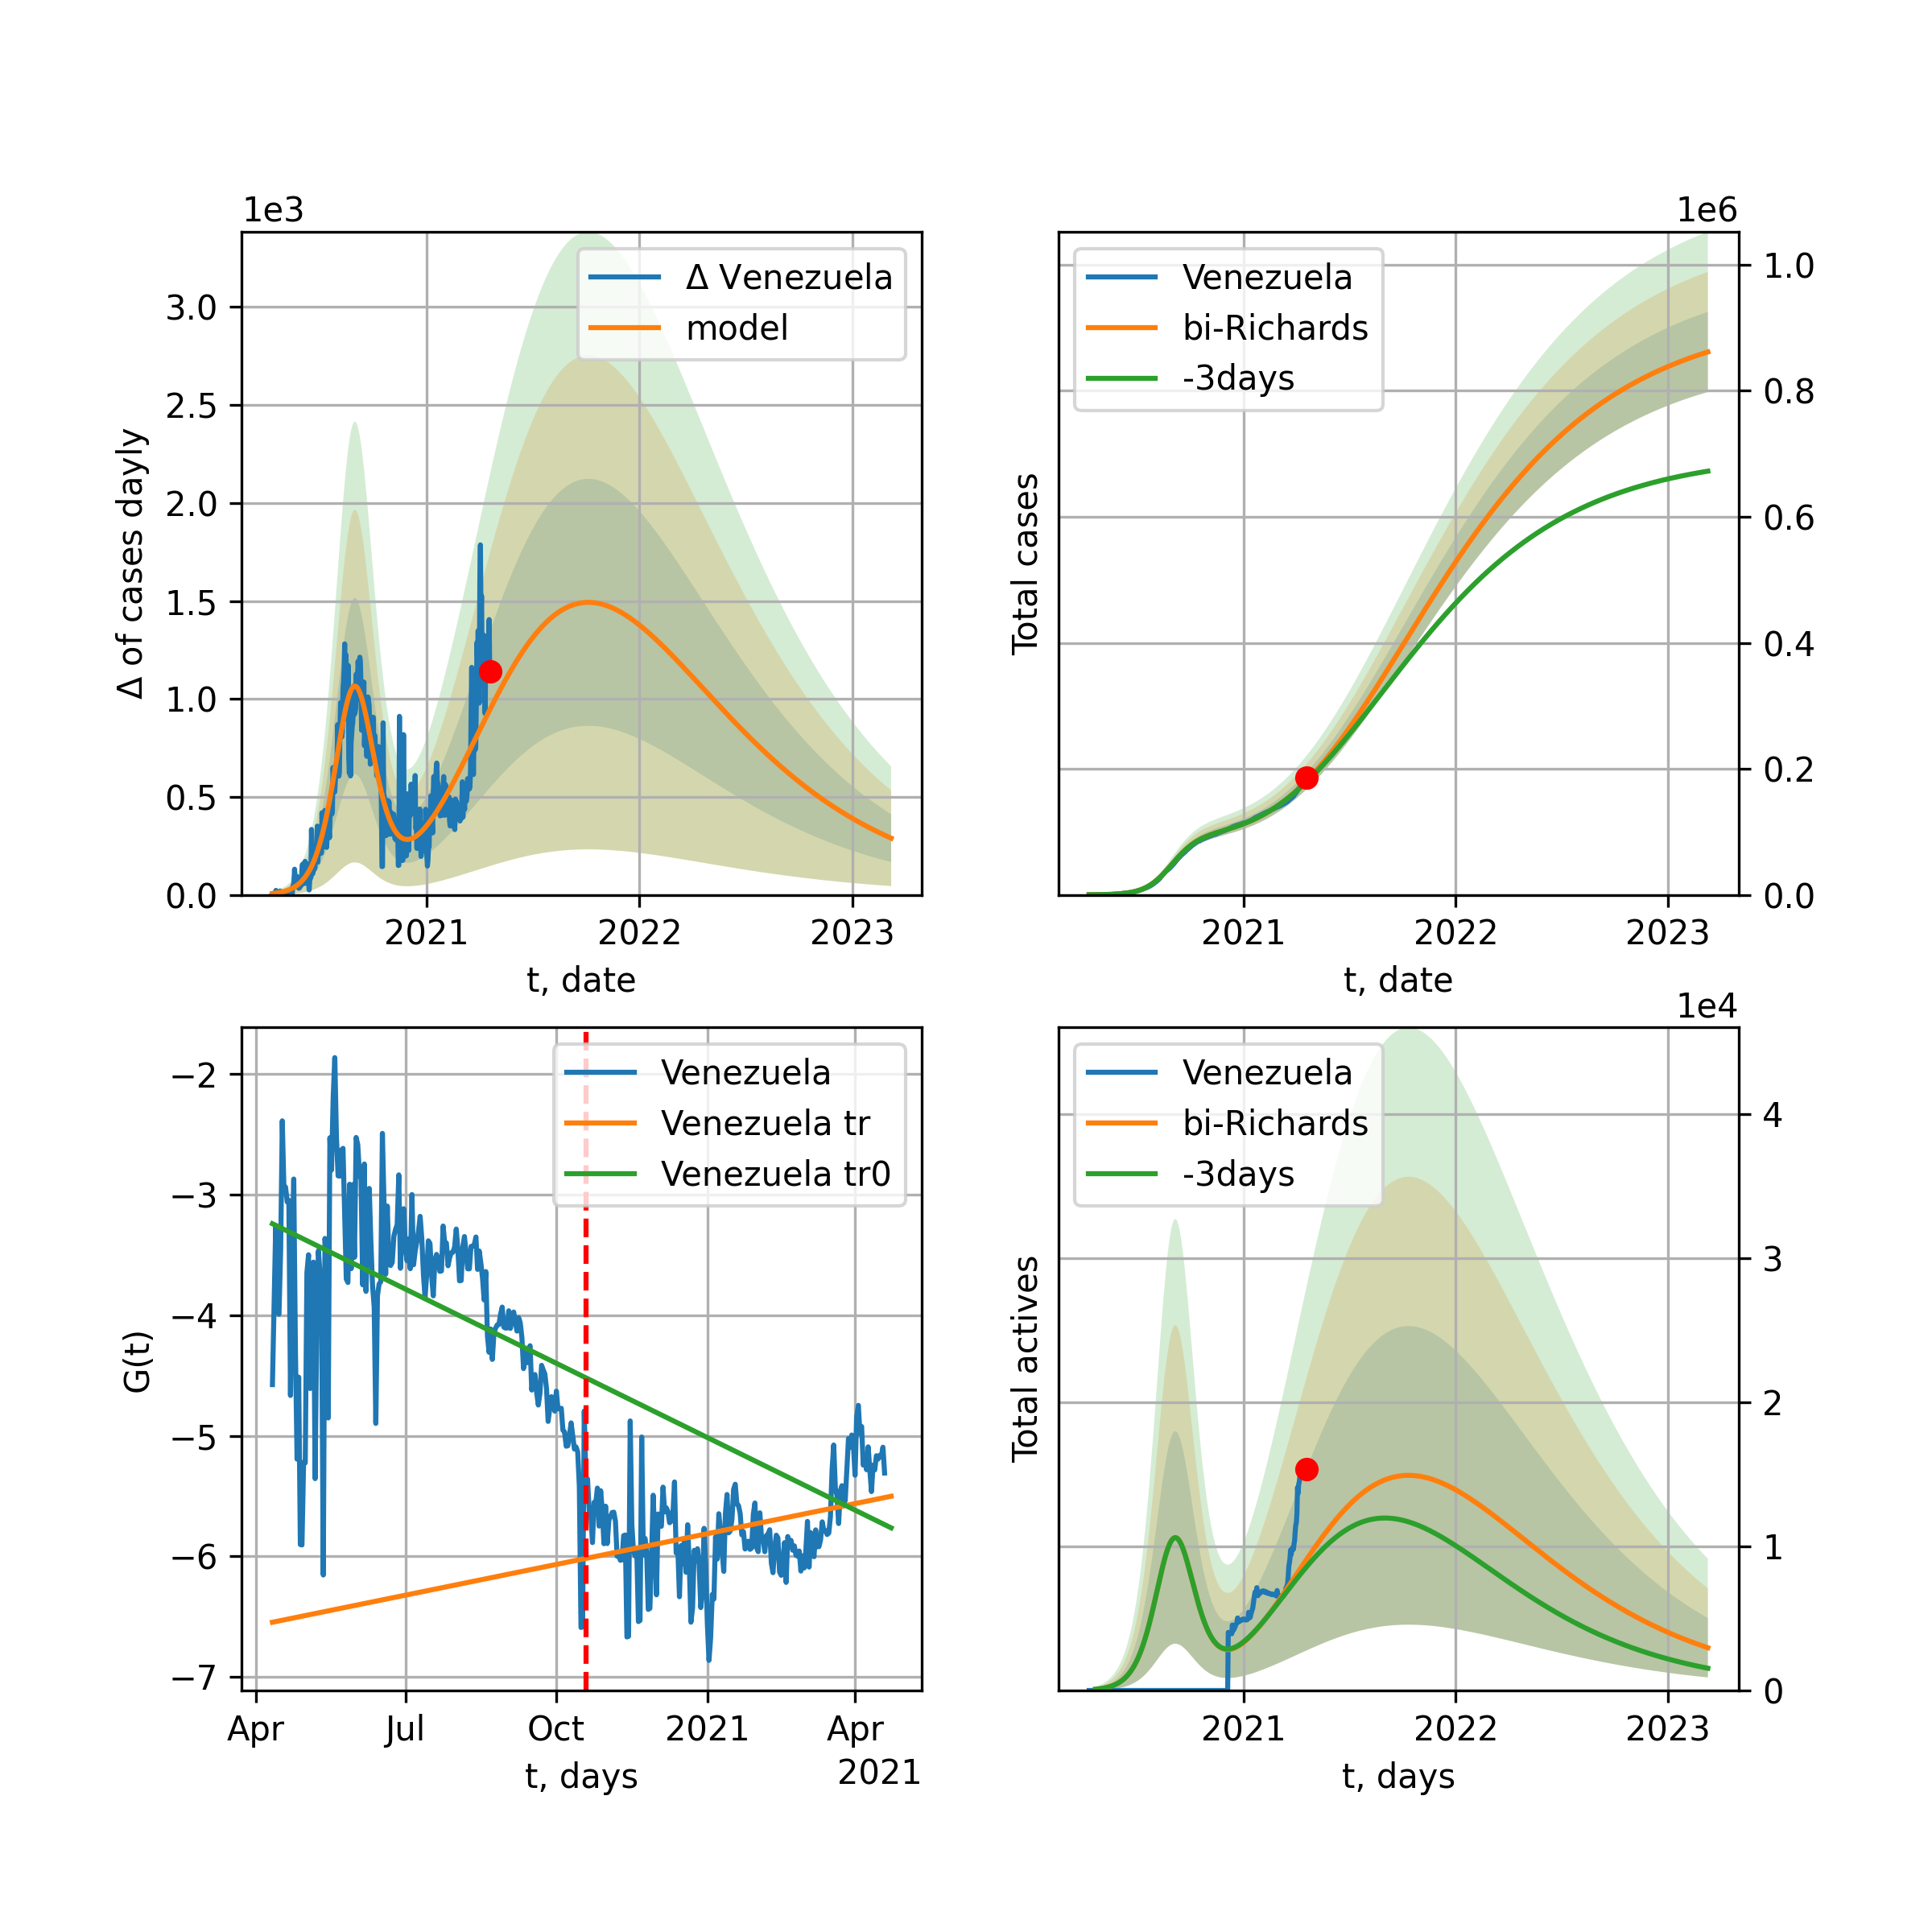 1e3
Δ of cases dayly
3.0
2.5
2.0
1.5
1.0
0.5
0.0
Δ Venezuela
model
2021 2022 2023
t, date
1e6
Total cases
Venezuela
bi-Richards
-3days
1.0
0.8
0.6
0.4
0.2
0.0
2021 2022 2023
t, date
G(t)
−2
−3
−4
−5
−6
−7
Venezuela
Venezuela tr
Venezuela tr0
Apr Jul Oct 2021 Apr
2021
t, days
1e4
Total actives
Venezuela
bi-Richards
-3days
4
3
2
1
0
2021 2022 2023
t, days